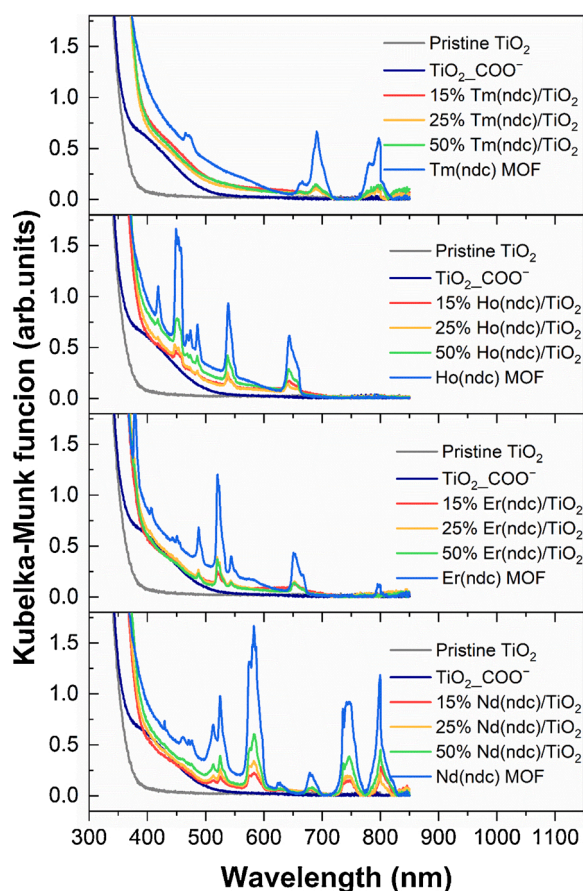 Kubelka-Munk funcion (arb.units)
1.5
1.0
0.5
0.0
Pristine TiO₂
TiO₂_COO⁻
15% Tm(ndc)/TiO₂
25% Tm(ndc)/TiO₂
50% Tm(ndc)/TiO₂
Tm(ndc) MOF
1.5
1.0
0.5
0.0
Pristine TiO₂
TiO₂_COO⁻
15% Ho(ndc)/TiO₂
25% Ho(ndc)/TiO₂
50% Ho(ndc)/TiO₂
Ho(ndc) MOF
1.5
1.0
0.5
0.0
Pristine TiO₂
TiO₂_COO⁻
15% Er(ndc)/TiO₂
25% Er(ndc)/TiO₂
50% Er(ndc)/TiO₂
Er(ndc) MOF
1.5
1.0
0.5
0.0
Pristine TiO₂
TiO₂_COO⁻
15% Nd(ndc)/TiO₂
25% Nd(ndc)/TiO₂
50% Nd(ndc)/TiO₂
Nd(ndc) MOF
300 400 500 600 700 800 900 1000 1100
Wavelength (nm)